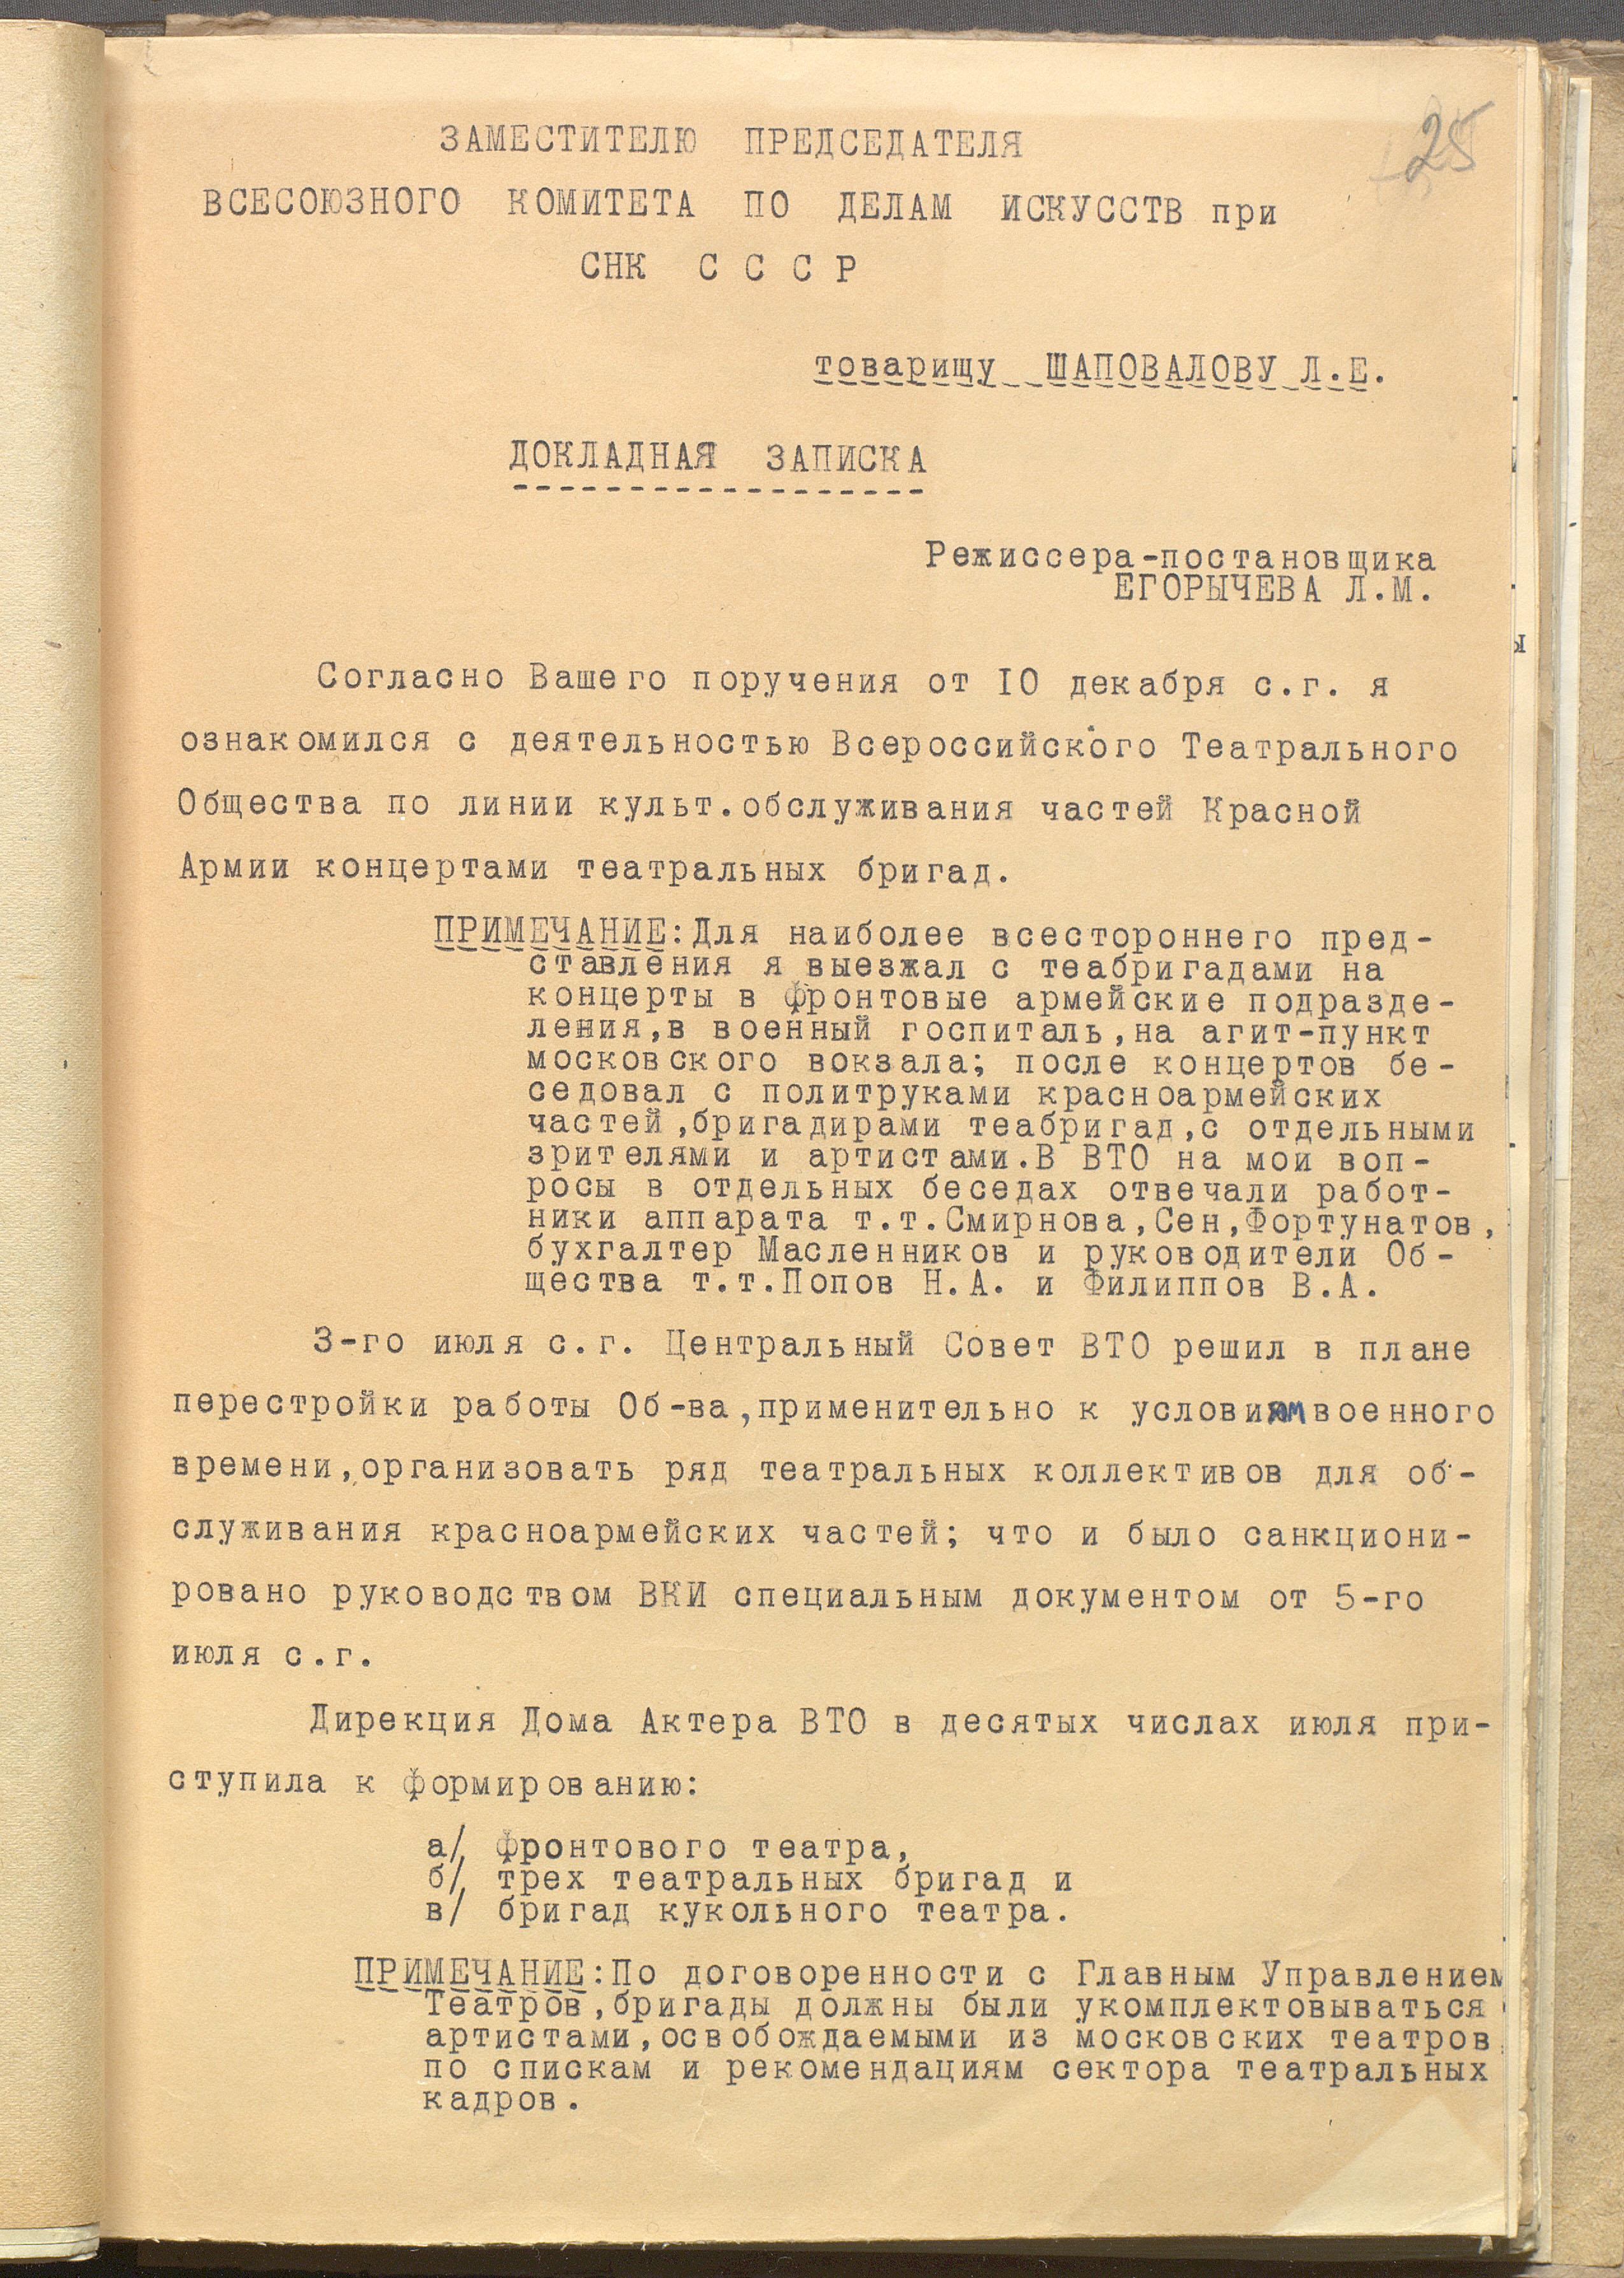 25
ЗАМЕСТИТЕЛЮ ПРЕДСЕДАТЕЛЯ
ВСЕСОЮЗНОГО КОМИТЕТА ПО ДЕЛАМ ИСКУССТВ при
СНК С С С Р
товарищу ШАПОВАЛОВУ Л.Е.
ДОКЛАДНАЯ ЗАПИСКА
Режиссера-постановщика
ЕГОРЫЧЕВА Л.М.
Согласно Вашего поручения от IО декабря с.г. я
ознакомился с деятельностью Всероссийского Театрального
Общества по линии культ.обслуживания частей Красной
Армии концертами театральных бригад.
ПРИМЕЧАНИЕ:Для наиболее всестороннего пред-
ставления я выезжал с теабригадами на
концерты в фронтовые армейские подразде-
ления,в военный госпиталь,на агит-пункт
московского вокзала; после концертов бе-
седовал с политруками красноармейских
частей,бригадирами теабригад,с отдельными
зрителями и артистами.В ВТО на мои воп-
росы в отдельных беседах отвечали работ-
ники аппарата т.т.Смирнова,Сен,Фортунатов,
бухгалтер Масленников и руководители Об-
щества т.т.Попов Н.А. и Филиппов В.А.
3-го июля с.г. Центральный Совет ВТО решил в плане
перестройки работы Об-ва,применительно к условиям военного
времени,организовать ряд театральных коллективов для об-
служивания красноармейских частей; что и было санкциони-
ровано руководством ВКИ специальным документом от 5-го
июля с.г.
Дирекция Дома Актера ВТО в десятых числах июля при-
ступила к формированию:
а/ фронтового театра,
б/ трех театральных бригад и
в/ бригад кукольного театра.
ПРИМЕЧАНИЕ:По договоренности с Главным Управлением
Театров,бригады должны были укомплектовываться
артистами,освобождаемыми из московских театров
по спискам и рекомендациям сектора театральных
кадров.